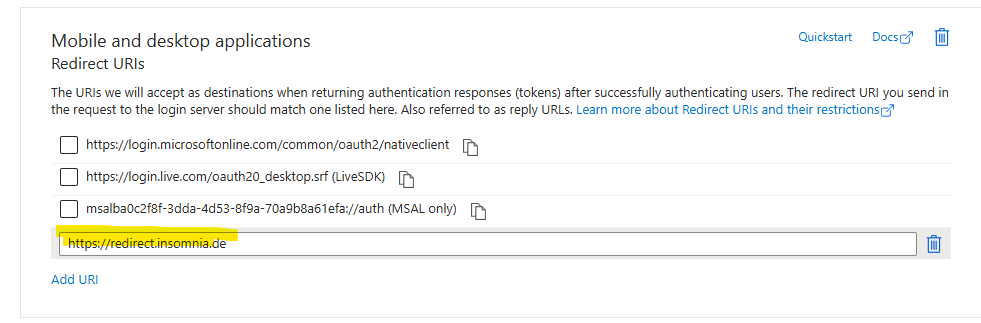 Mobile and desktop applications
Quickstart
Docs
Redirect URIs
The URIs we will accept as destinations when returning authentication responses (tokens) after successfully authenticating users. The redirect URI you send in
the request to the login server should match one listed here. Also referred to as reply URLs. Learn more about Redirect URIs and their restrictions
https://login.microsoftonline.com/common/oauth2/nativeclient
https://login.live.com/oauth20_desktop.srf (LiveSDK)
msalba0c2f8f-3dda-4d53-8f9a-70a9b8a61efa://auth (MSAL only)
https://redirect.insomnia.de
Add URI